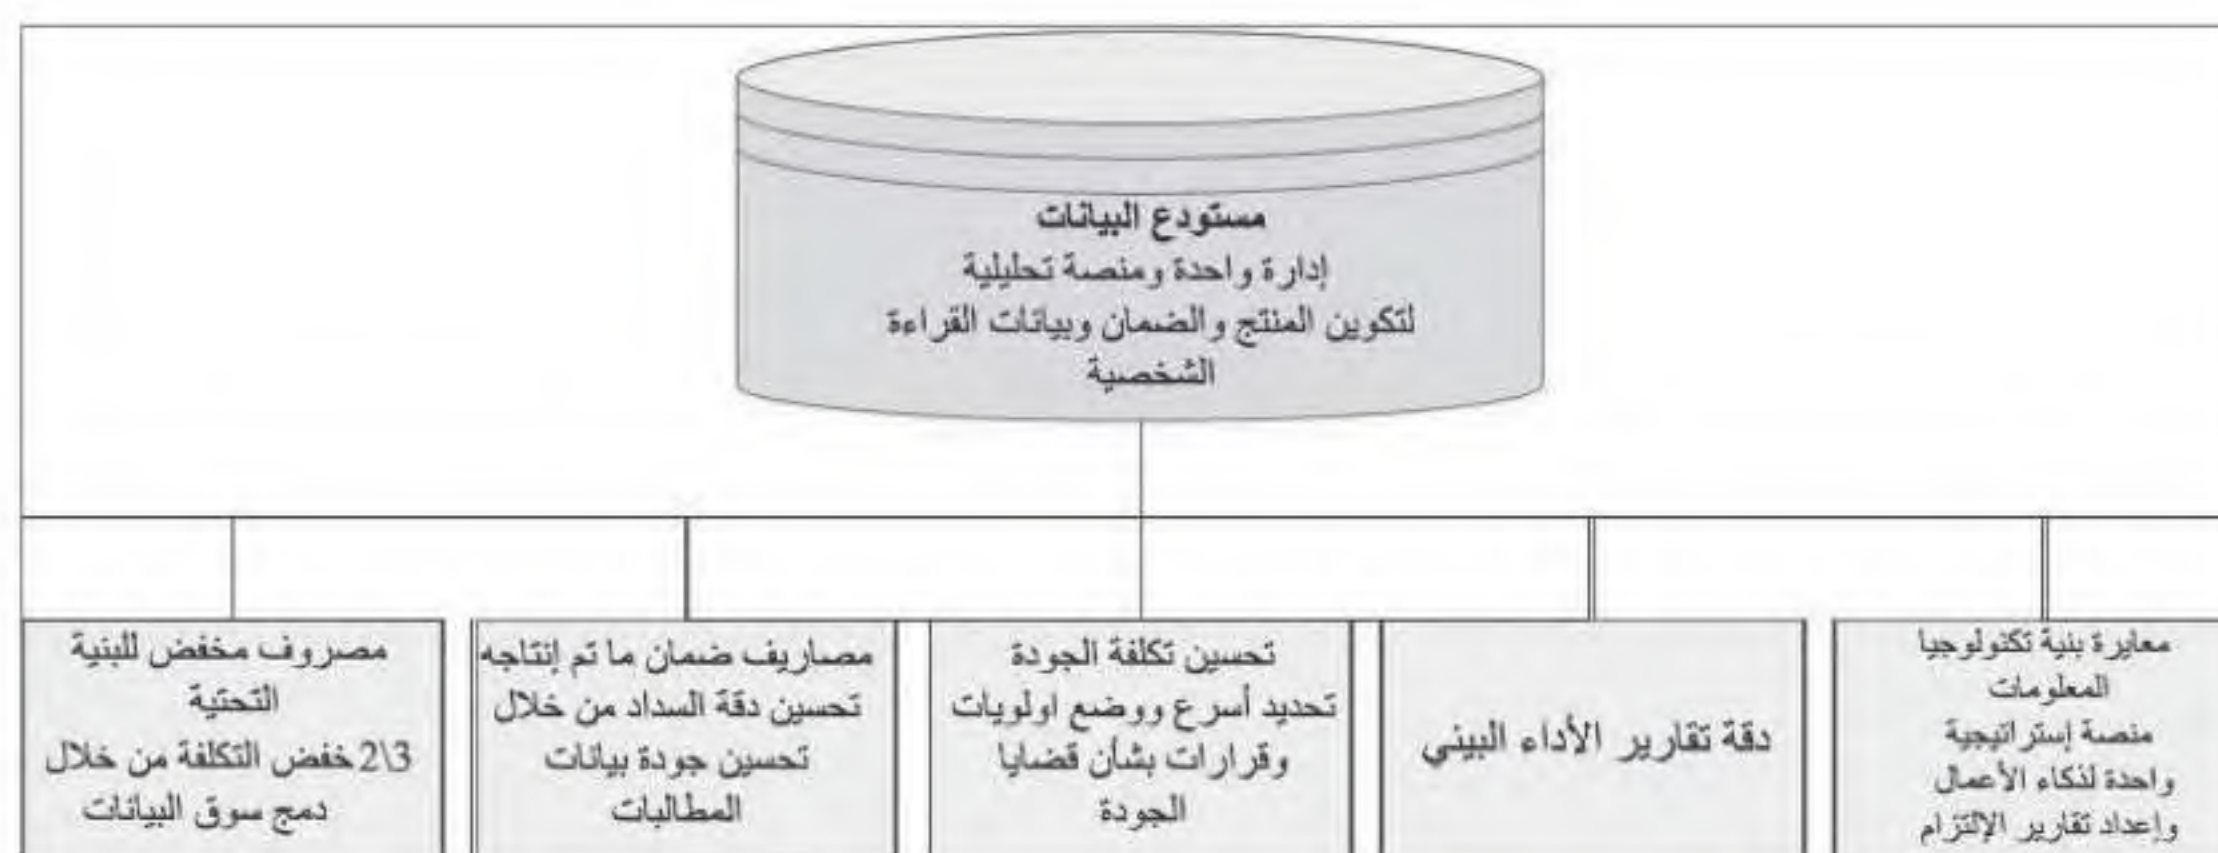 مستودع البيانات
إدارة واحدة ومنصة تحليلية
لتكوين المنتج والضمان وبيانات القراءة
الشخصية
معايرة بنية تكنولوجيا
المعلومات
منصة إستراتيجية
واحدة لذكاء الأعمال
وإعداد تقارير الإلتزام
دقة تقارير الأداء البيني
تحسين تكلفة الجودة
تحديد أسرع ووضع اولويات
وقرارات بشأن قضايا
الجودة
مصاريف ضمان ما تم إنتاجه
تحسين دقة السداد من خلال
تحسين جودة بيانات
المطالبات
مصروف مخفض للبنية
التحتية
2\3 خفض التكلفة من خلال
دمج سوق البيانات